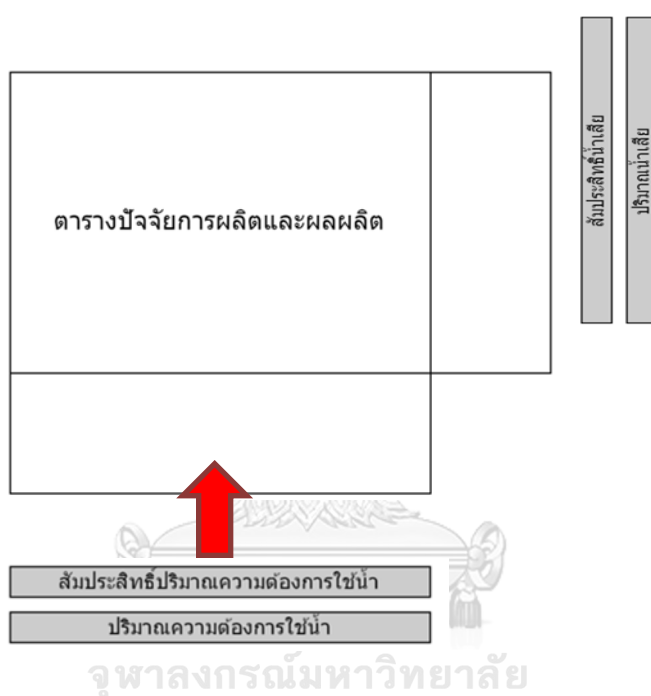 สัมประสิทธิ์น้ำเสีย
ปริมาณน้ำเสีย
ตารางปัจจัยการผลิตและผลผลิต
สัมประสิทธิ์ปริมาณความต้องการใช้น้ำ
ปริมาณความต้องการใช้น้ำ
จุฬาลงกรณ์มหาวิทยาลัย